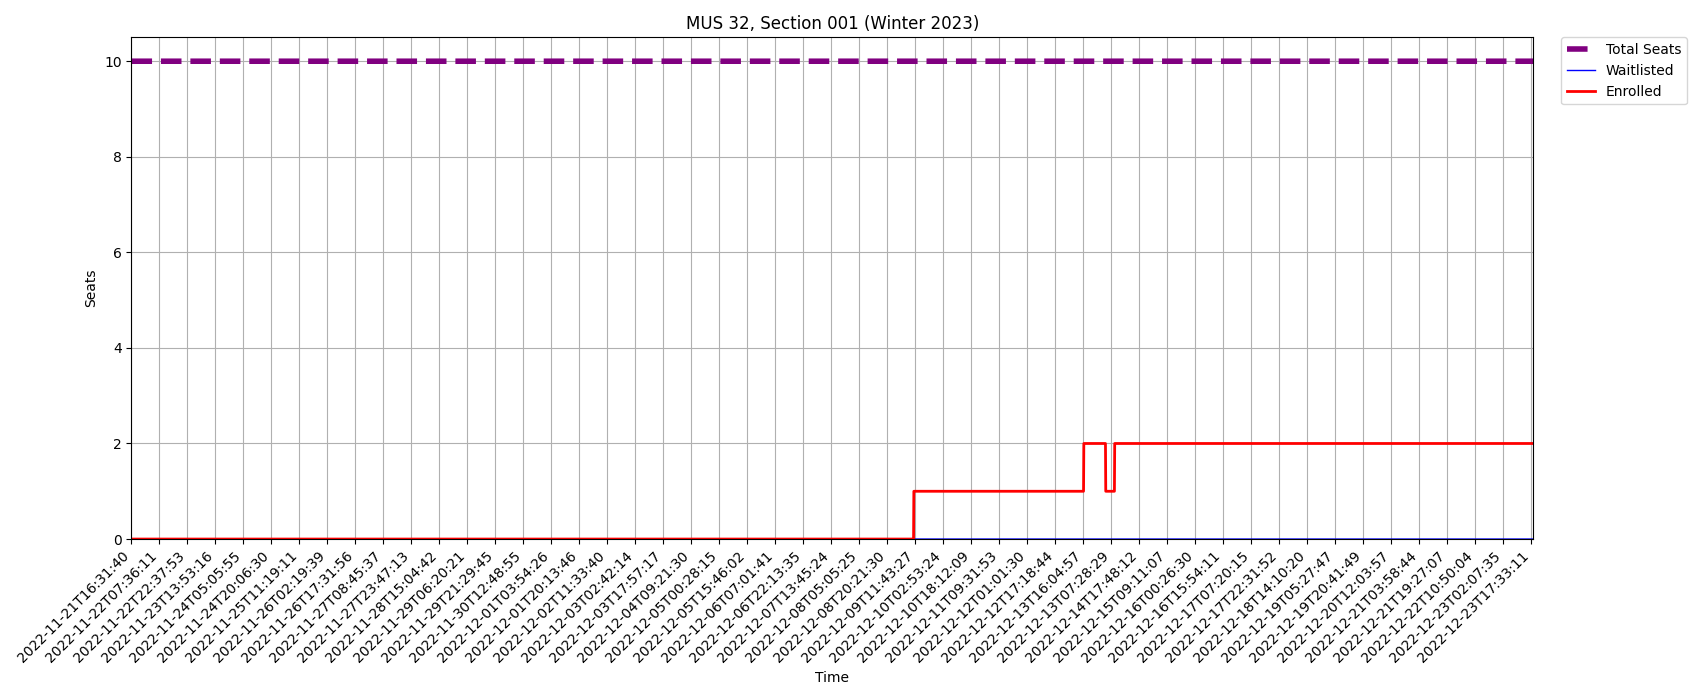 MUS 32, Section 001 (Winter 2023)
Total Seats
Waitlisted
Enrolled
10
8
6
4
2
0
Seats
2022-11-21T16:31:40
2022-11-22T07:36:11
2022-11-22T22:37:53
2022-11-23T13:53:16
2022-11-24T05:05:55
2022-11-24T20:06:30
2022-11-25T11:19:11
2022-11-26T02:19:39
2022-11-26T17:31:56
2022-11-27T08:45:37
2022-11-27T23:47:13
2022-11-28T15:04:42
2022-11-29T06:20:21
2022-11-29T21:29:45
2022-11-30T12:48:55
2022-12-01T03:54:26
2022-12-01T20:13:46
2022-12-02T11:33:40
2022-12-03T02:42:14
2022-12-03T17:57:17
2022-12-04T09:21:30
2022-12-05T00:28:15
2022-12-05T15:46:02
2022-12-06T07:01:41
2022-12-06T22:13:35
2022-12-07T13:45:24
2022-12-08T05:05:25
2022-12-08T20:21:30
2022-12-09T11:43:27
2022-12-10T02:53:24
2022-12-10T18:12:09
2022-12-11T09:31:53
2022-12-12T01:01:30
2022-12-12T17:18:44
2022-12-13T16:04:57
2022-12-13T07:28:29
2022-12-14T17:48:12
2022-12-15T09:11:07
2022-12-16T00:26:30
2022-12-16T15:54:11
2022-12-17T07:20:15
2022-12-17T22:31:52
2022-12-18T14:10:20
2022-12-19T05:27:47
2022-12-19T20:41:49
2022-12-20T12:03:57
2022-12-21T03:58:44
2022-12-21T19:27:07
2022-12-22T10:50:04
2022-12-23T02:07:35
2022-12-23T17:33:11
Time